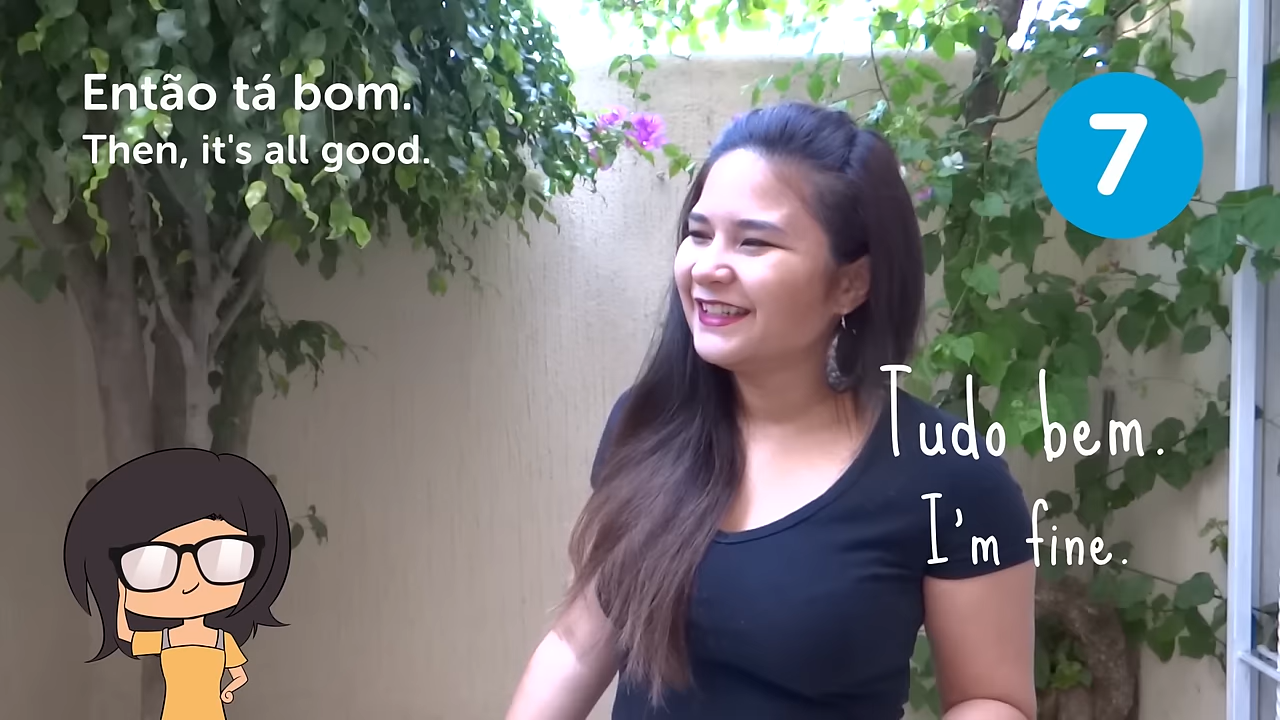 Então tá bom.
Then, it's all good.
7
Tudo bem.
I'm fine.